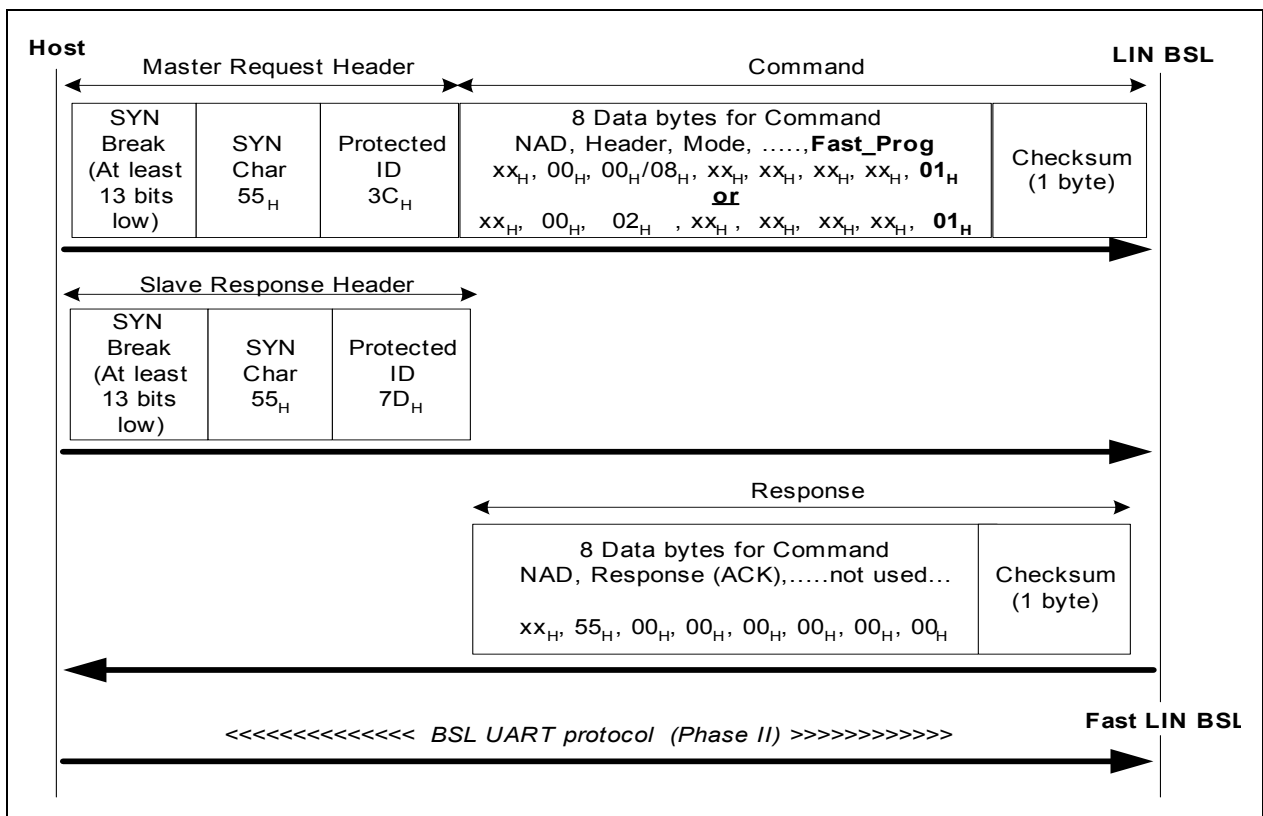 Host
LIN BSL
Master Request Header
Command
SYN
Break
(At least
13 bits
low)
SYN
Char
55H
Protected
ID
3CH
8 Data bytes for Command
NAD, Header, Mode, .....,Fast_Prog
xxH, 00H, 00H/08H, xxH, xxH, xxH, xxH, 01H
or
xxH, 00H, 02H , xxH , xxH, xxH, xxH, 01H
Checksum
(1 byte)
Slave Response Header
SYN
Break
(At least
13 bits
low)
SYN
Char
55H
Protected
ID
7DH
Response
8 Data bytes for Command
NAD, Response (ACK),.....not used...
xxH, 55H, 00H, 00H, 00H, 00H, 00H, 00H
Checksum
(1 byte)
Fast LIN BSL
<<<<<<<<<<<<<< BSL UART protocol (Phase II) >>>>>>>>>>>>